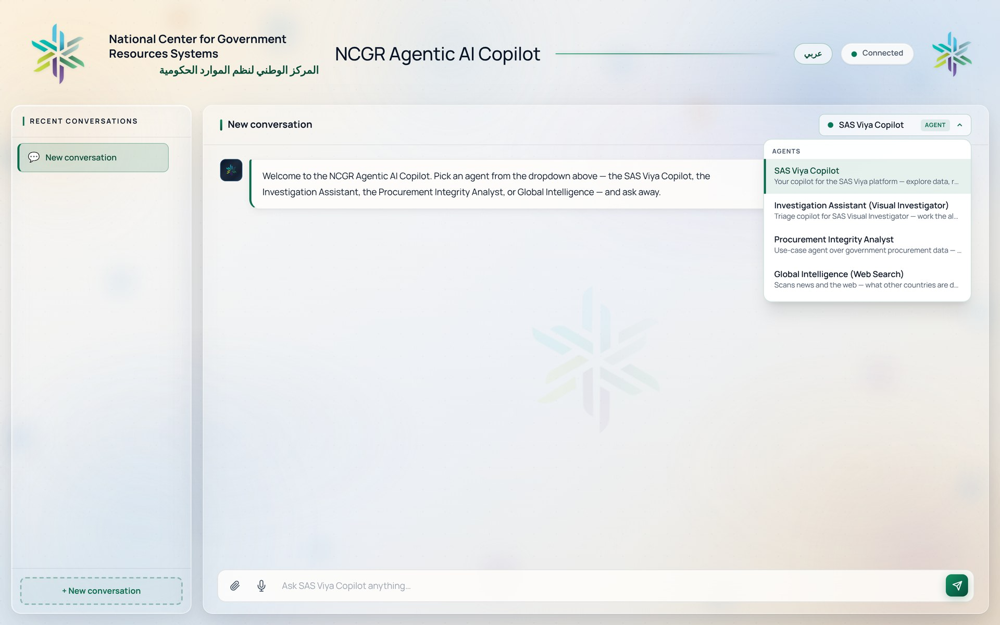 National Center for Government
Resources Systems
المركز الوطني لنظم الموارد الحكومية
NCGR Agentic AI Copilot
عربي
Connected
RECENT CONVERSATIONS
New conversation
+ New conversation
New conversation
SAS Viya Copilot
AGENT
AGENTS
SAS Viya Copilot
Your copilot for the SAS Viya platform — explore data, r...
Investigation Assistant (Visual Investigator)
Triage copilot for SAS Visual Investigator — work the al...
Procurement Integrity Analyst
Use-case agent over government procurement data — ...
Global Intelligence (Web Search)
Scans news and the web — what other countries are d...
Welcome to the NCGR Agentic AI Copilot. Pick an agent from the dropdown above — the SAS Viya Copilot, the
Investigation Assistant, the Procurement Integrity Analyst, or Global Intelligence — and ask away.
Ask SAS Viya Copilot anything...